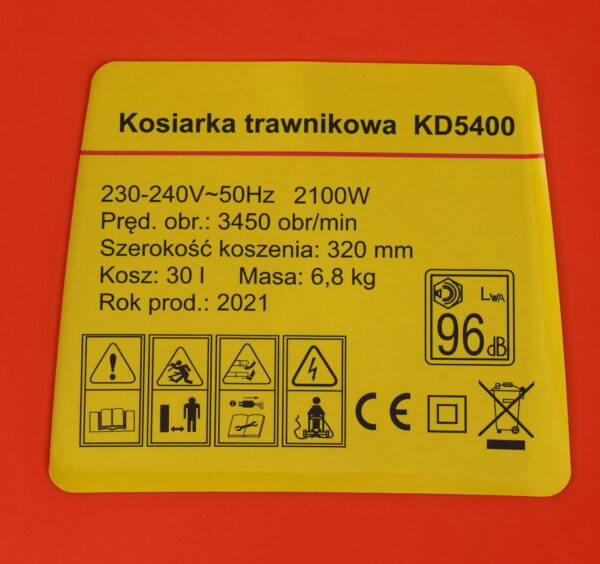 Kosiarka trawnikowa KD5400
230-240V~50Hz 2100W
Pręd. obr.: 3450 obr/min
Szerokość koszenia: 320 mm
Kosz: 30 l Masa: 6,8 kg
Rok prod.: 2021
LWA
96 dB
CE